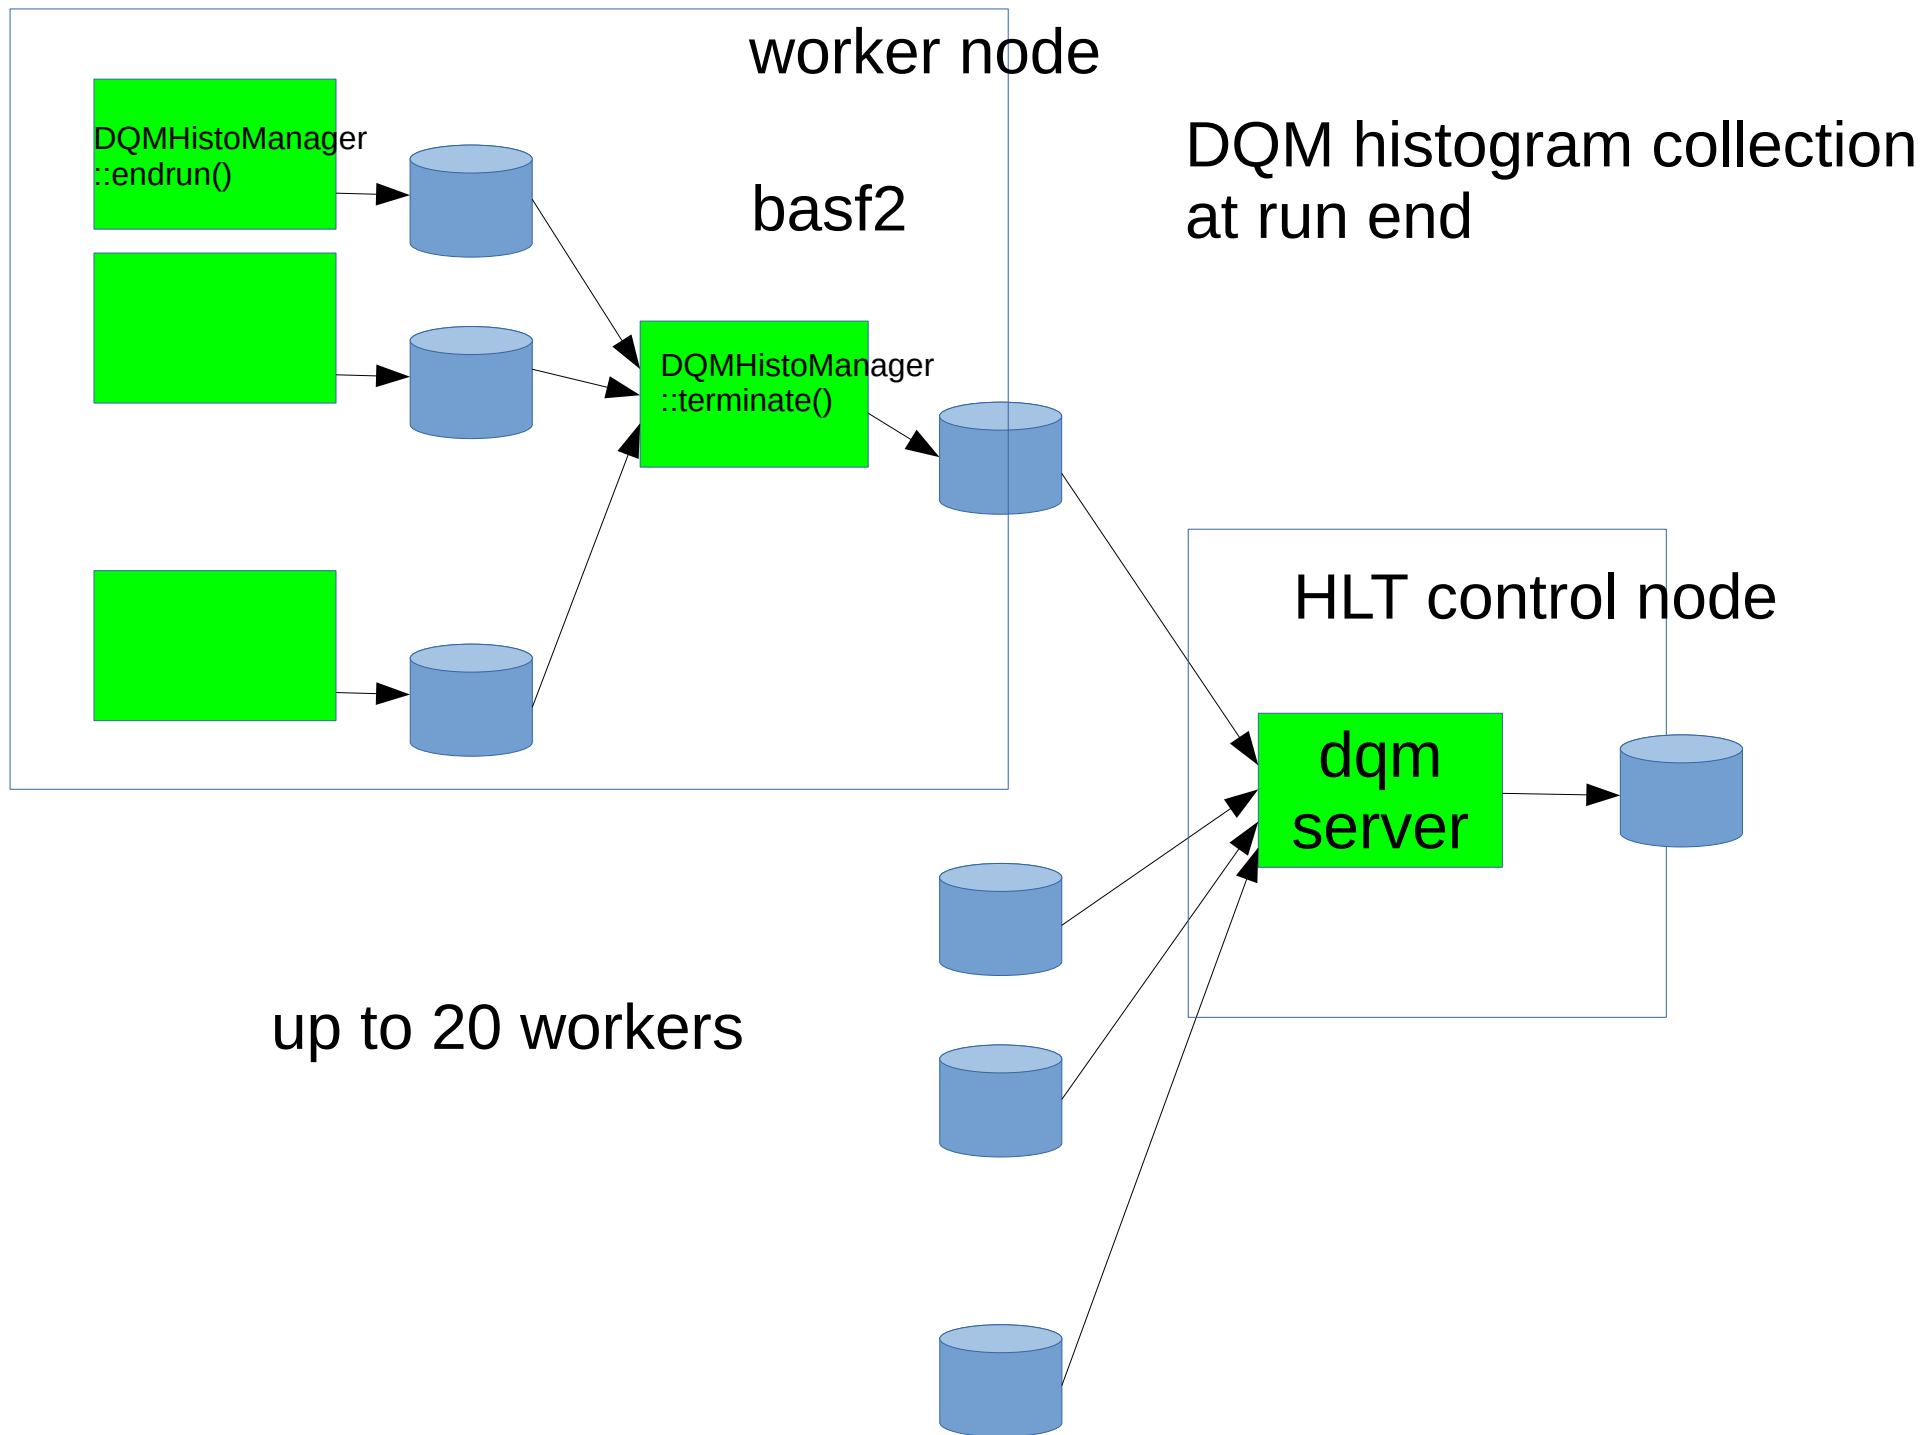 worker node
DQMHistoManager
::endrun()
basf2
DQM histogram collection
at run end
DQMHistoManager
::terminate()
HLT control node
dqm
server
up to 20 workers